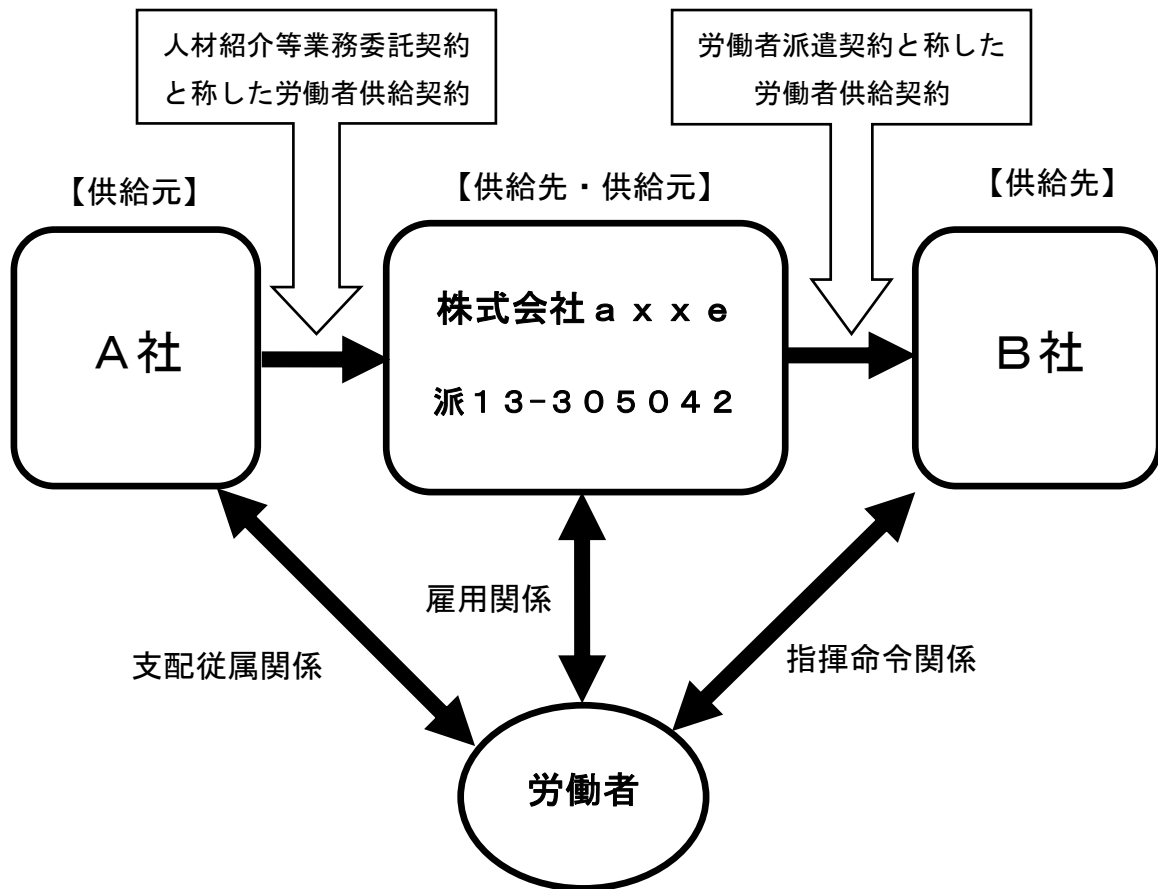 人材紹介等業務委託契約
と称した労働者供給契約
労働者派遣契約と称した
労働者供給契約
【供給元】
【供給先・供給元】
【供給先】
A社
株式会社axxe
派13-305042
B社
雇用関係
支配従属関係
指揮命令関係
労働者